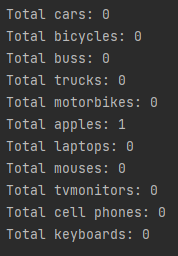 Total cars: 0
Total bicycles: 0
Total buss: 0
Total trucks: 0
Total motorbikes: 0
Total apples: 1
Total laptops: 0
Total mouses: 0
Total tvmonitors: 0
Total cell phones: 0
Total keyboards: 0